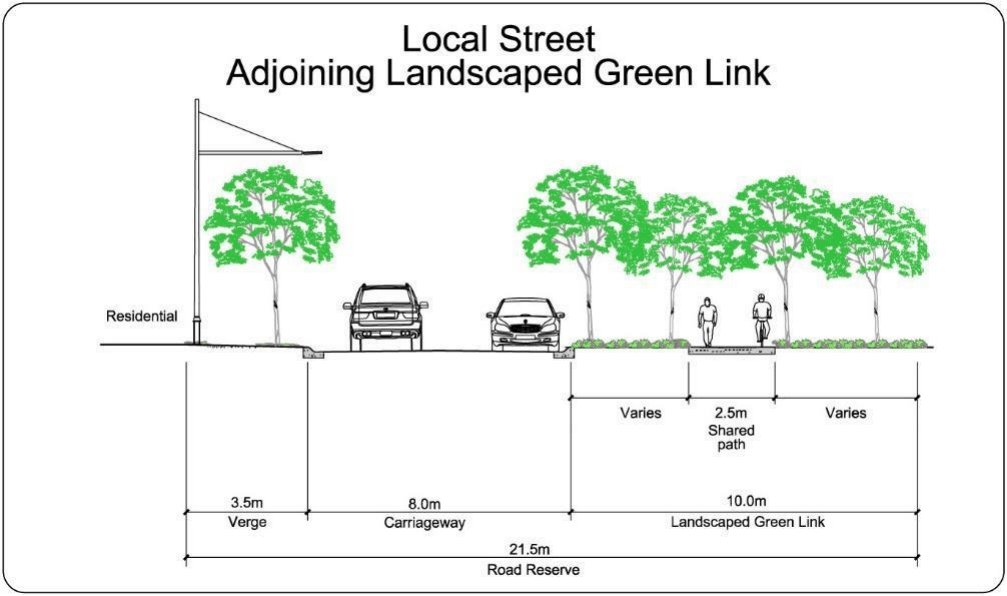 Local Street
Adjoining Landscaped Green Link
Residential
Varies
2.5m
Varies
Shared
path
3.5m
8.0m
10.0m
Verge
Carriageway
Landscaped Green Link
21.5m
Road Reserve